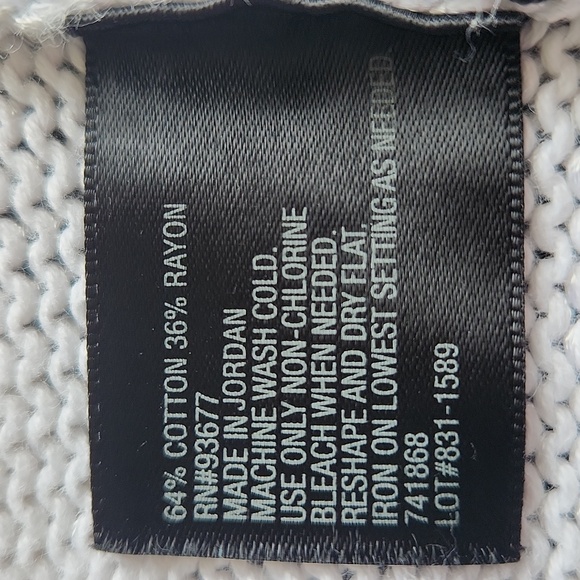 64% COTTON 36% RAYON
RN#93677
MADE IN JORDAN
MACHINE WASH COLD.
USE ONLY NON-CHLORINE
BLEACH WHEN NEEDED.
RESHAPE AND DRY FLAT.
IRON ON LOWEST SETTING AS NEEDED.
741868
LOT#831-1589